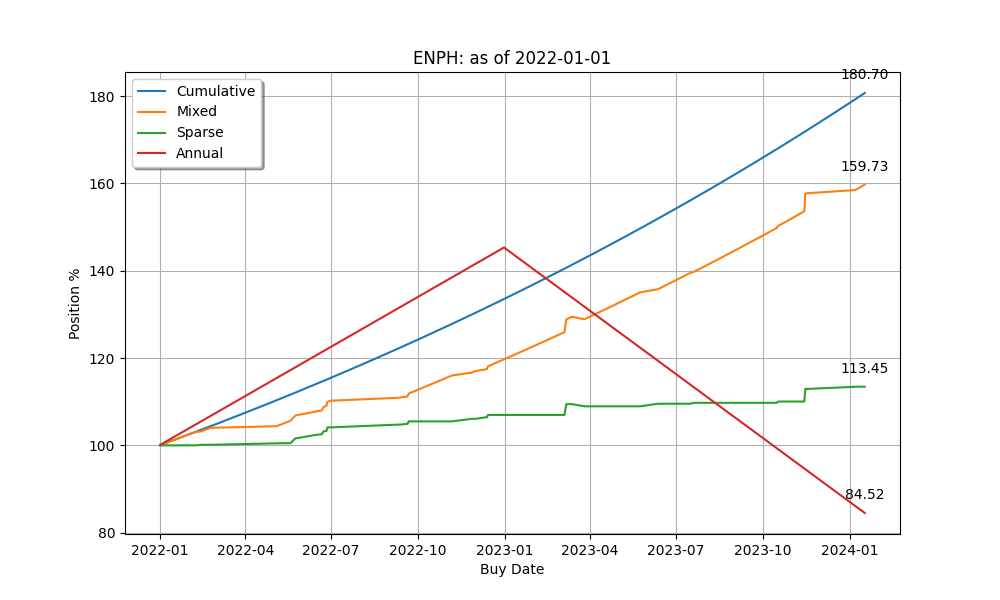 ENPH: as of 2022-01-01
Cumulative
Mixed
Sparse
Annual
180.70
159.73
113.45
84.52
180
160
140
120
100
80
Position %
2022-01 2022-04 2022-07 2022-10 2023-01 2023-04 2023-07 2023-10 2024-01
Buy Date